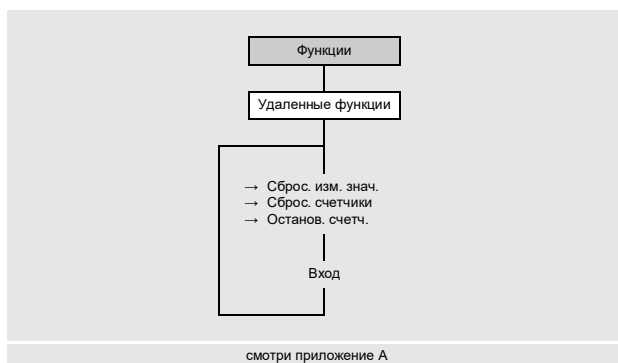 Функции
Удаленные функции
→ Сброс. изм. знач.
→ Сброс. счетчики
→ Останов. счетч.
Вход
смотри приложение А